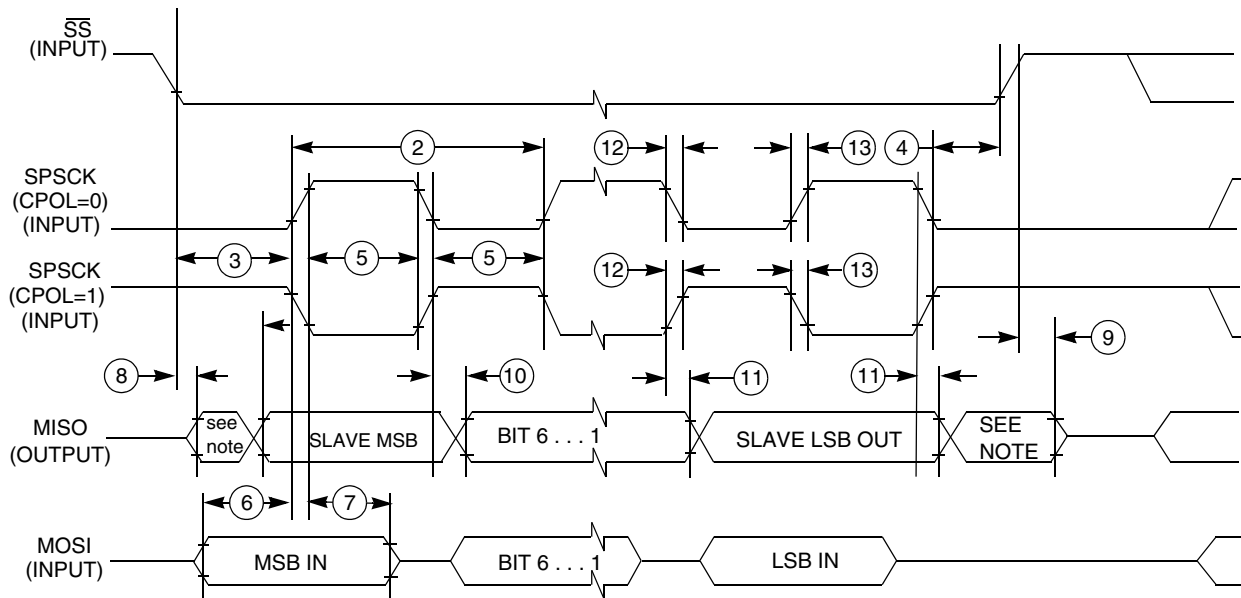 SS
(INPUT)
2
12
13
4
SPSCK
(CPOL=0)
(INPUT)
3
5
5
SPSCK
(CPOL=1)
(INPUT)
12
13
9
8
10
11
11
MISO
(OUTPUT)
see
note
SLAVE MSB
BIT 6 . . . 1
SLAVE LSB OUT
SEE
NOTE
6
7
MOSI
(INPUT)
MSB IN
BIT 6 . . . 1
LSB IN